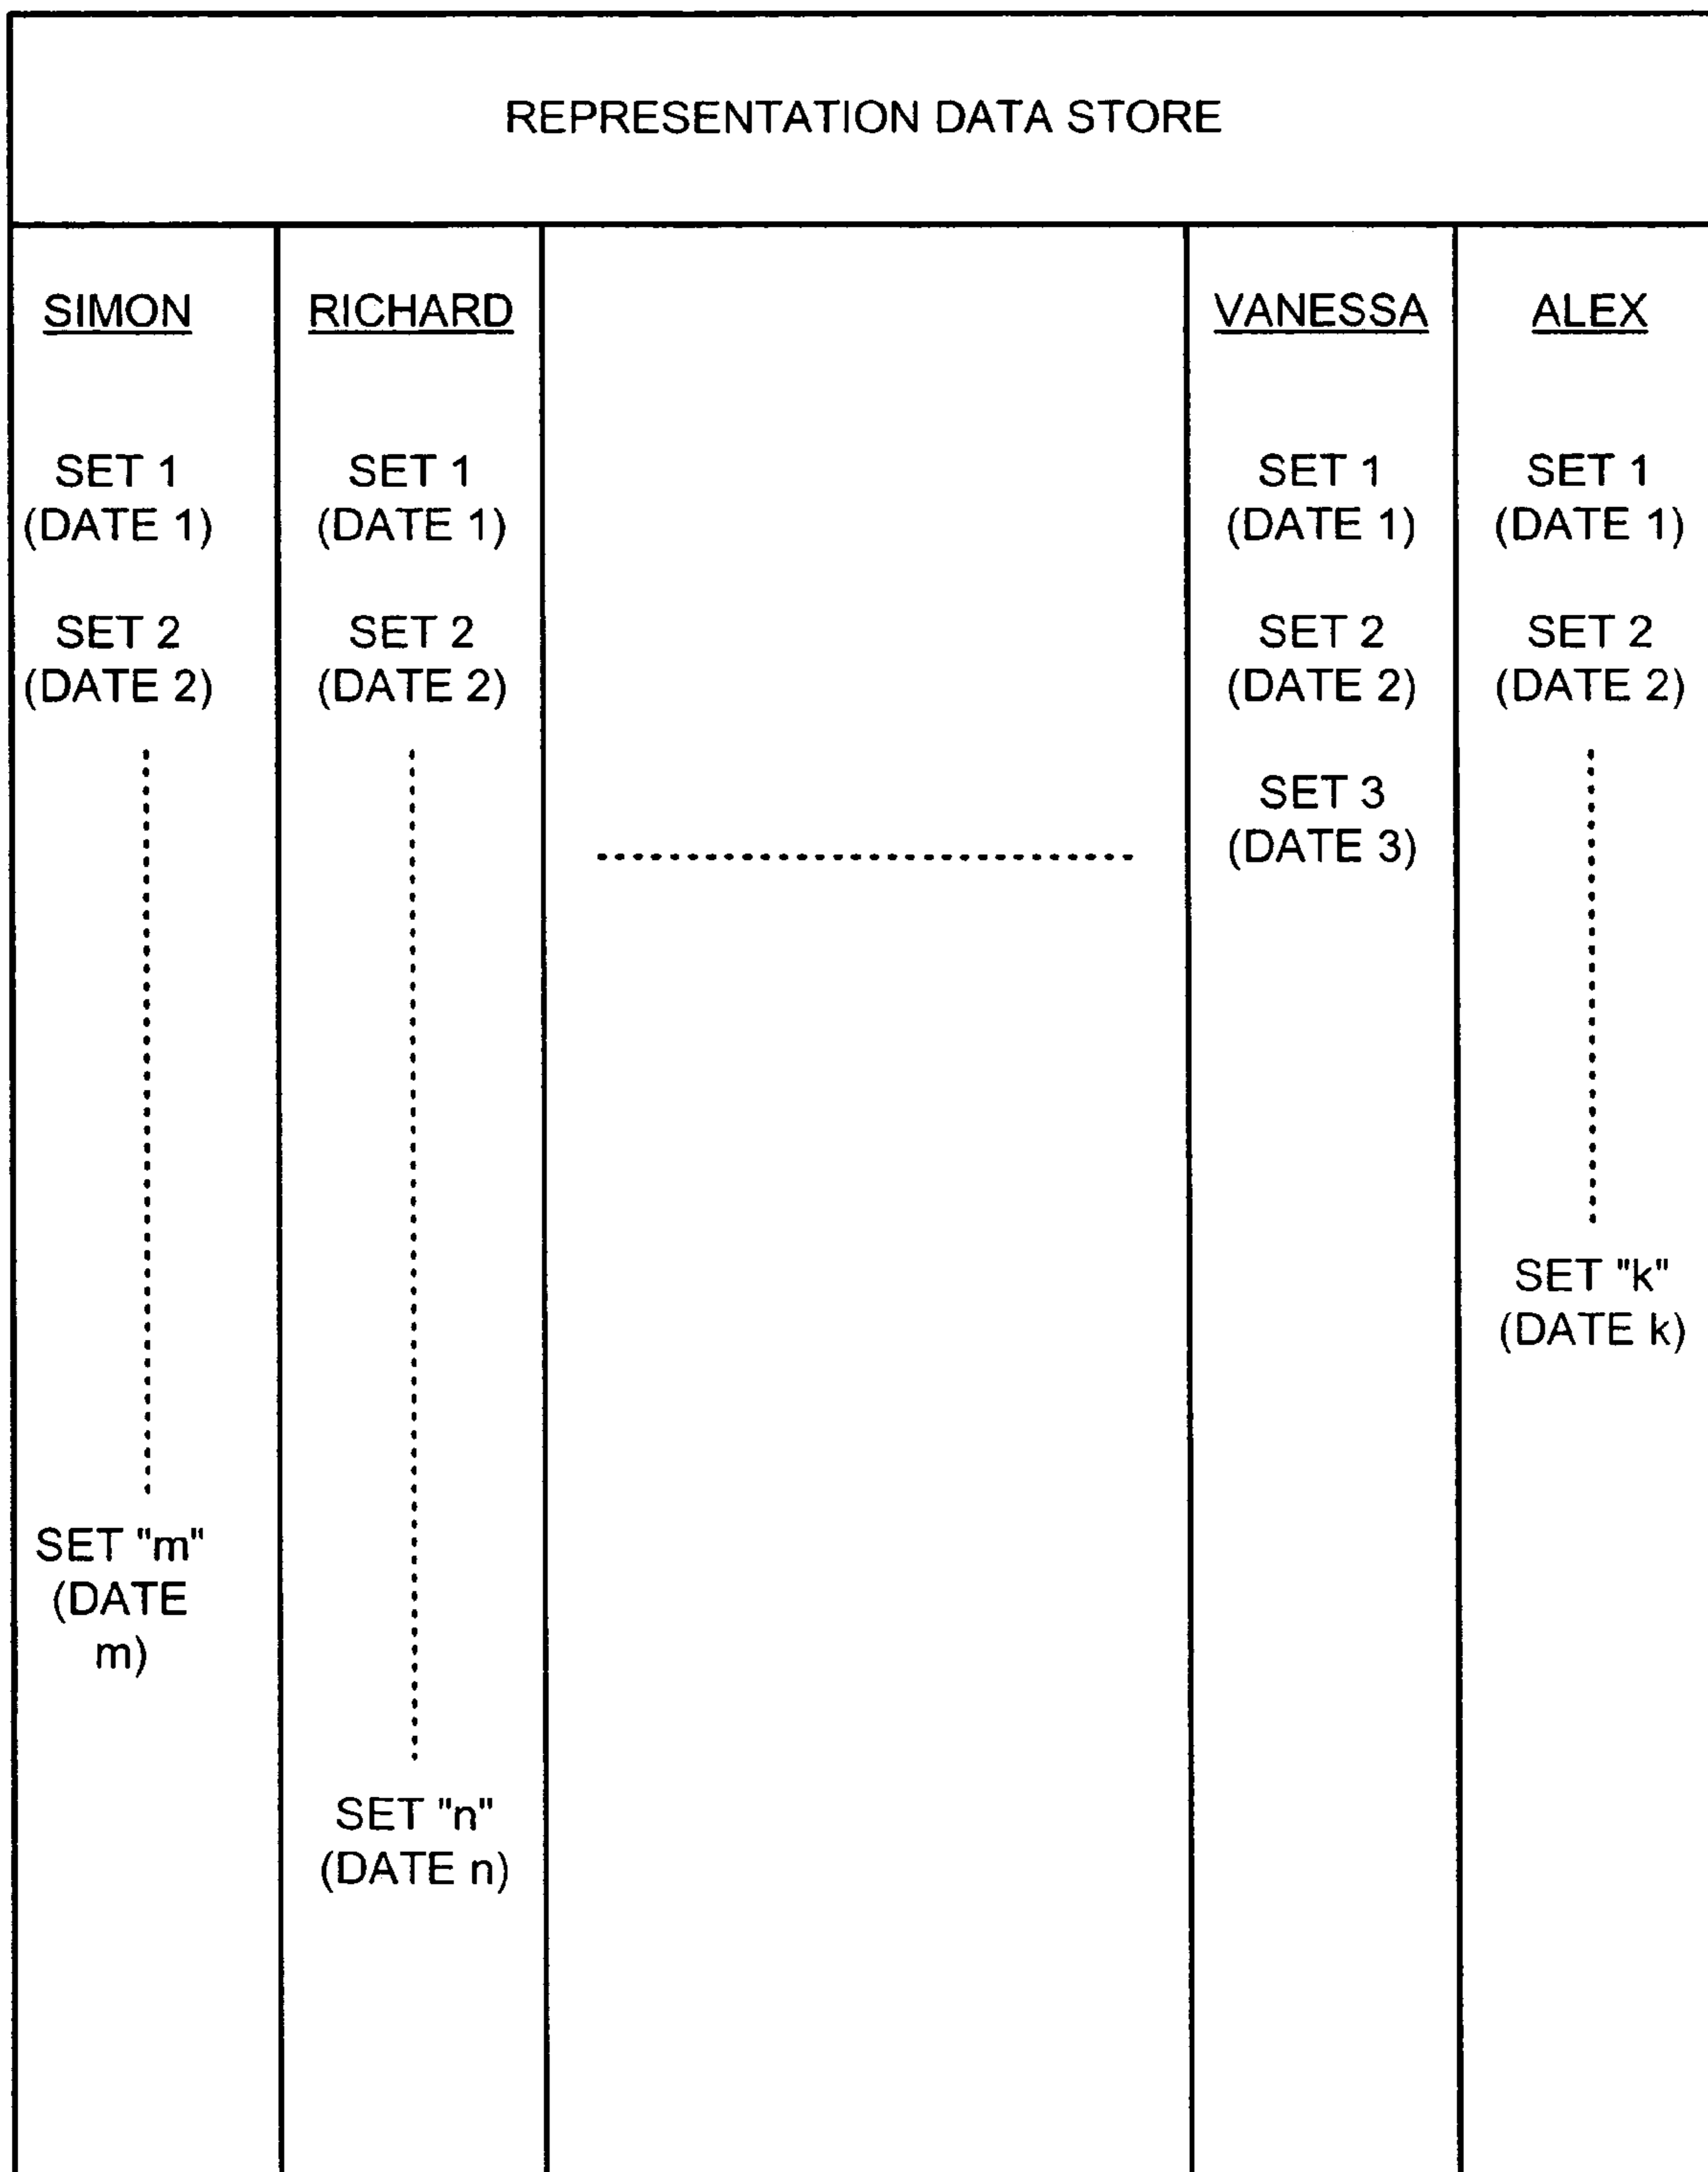 REPRESENTATION DATA STORE
SIMON
SET 1
(DATE 1)
SET 2
(DATE 2)
SET "m"
(DATE
m)
RICHARD
SET 1
(DATE 1)
SET 2
(DATE 2)
SET "n"
(DATE n)
VANESSA
SET 1
(DATE 1)
SET 2
(DATE 2)
SET 3
(DATE 3)
ALEX
SET 1
(DATE 1)
SET 2
(DATE 2)
SET "k"
(DATE k)